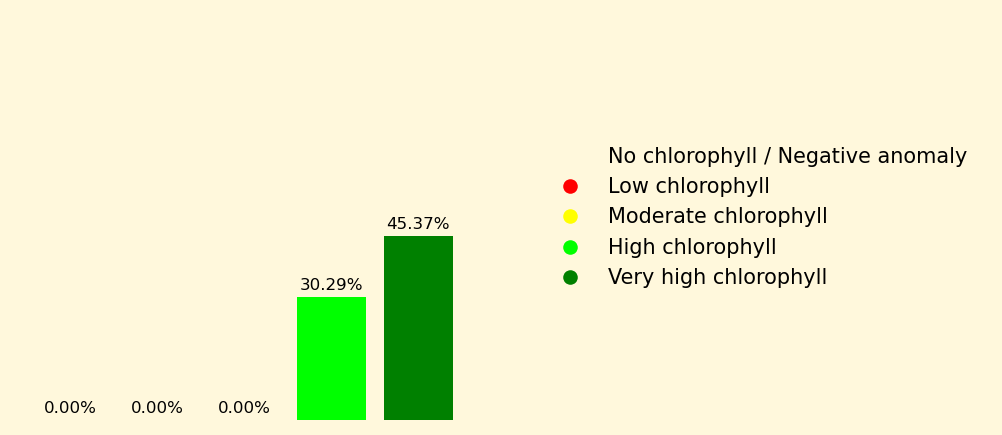 No chlorophyll / Negative anomaly
Low chlorophyll
Moderate chlorophyll
High chlorophyll
Very high chlorophyll
45.37%
30.29%
0.00% 0.00% 0.00%